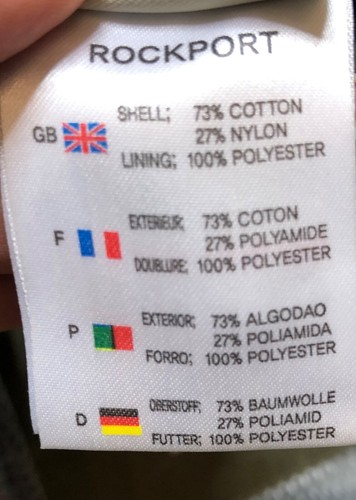 ROCKPORT
SHELL; 73% COTTON
GB 27% NYLON
LINING; 100% POLYESTER
EXTERIEUR; 73% COTON
F 27% POLYAMIDE
DOUBLURE; 100% POLYESTER
EXTERIOR; 73% ALGODAO
P 27% POLIAMIDA
FORRO; 100% POLYESTER
OBERSTOFF; 73% BAUMWOLLE
D 27% POLIAMID
FUTTER; 100% POLYESTER